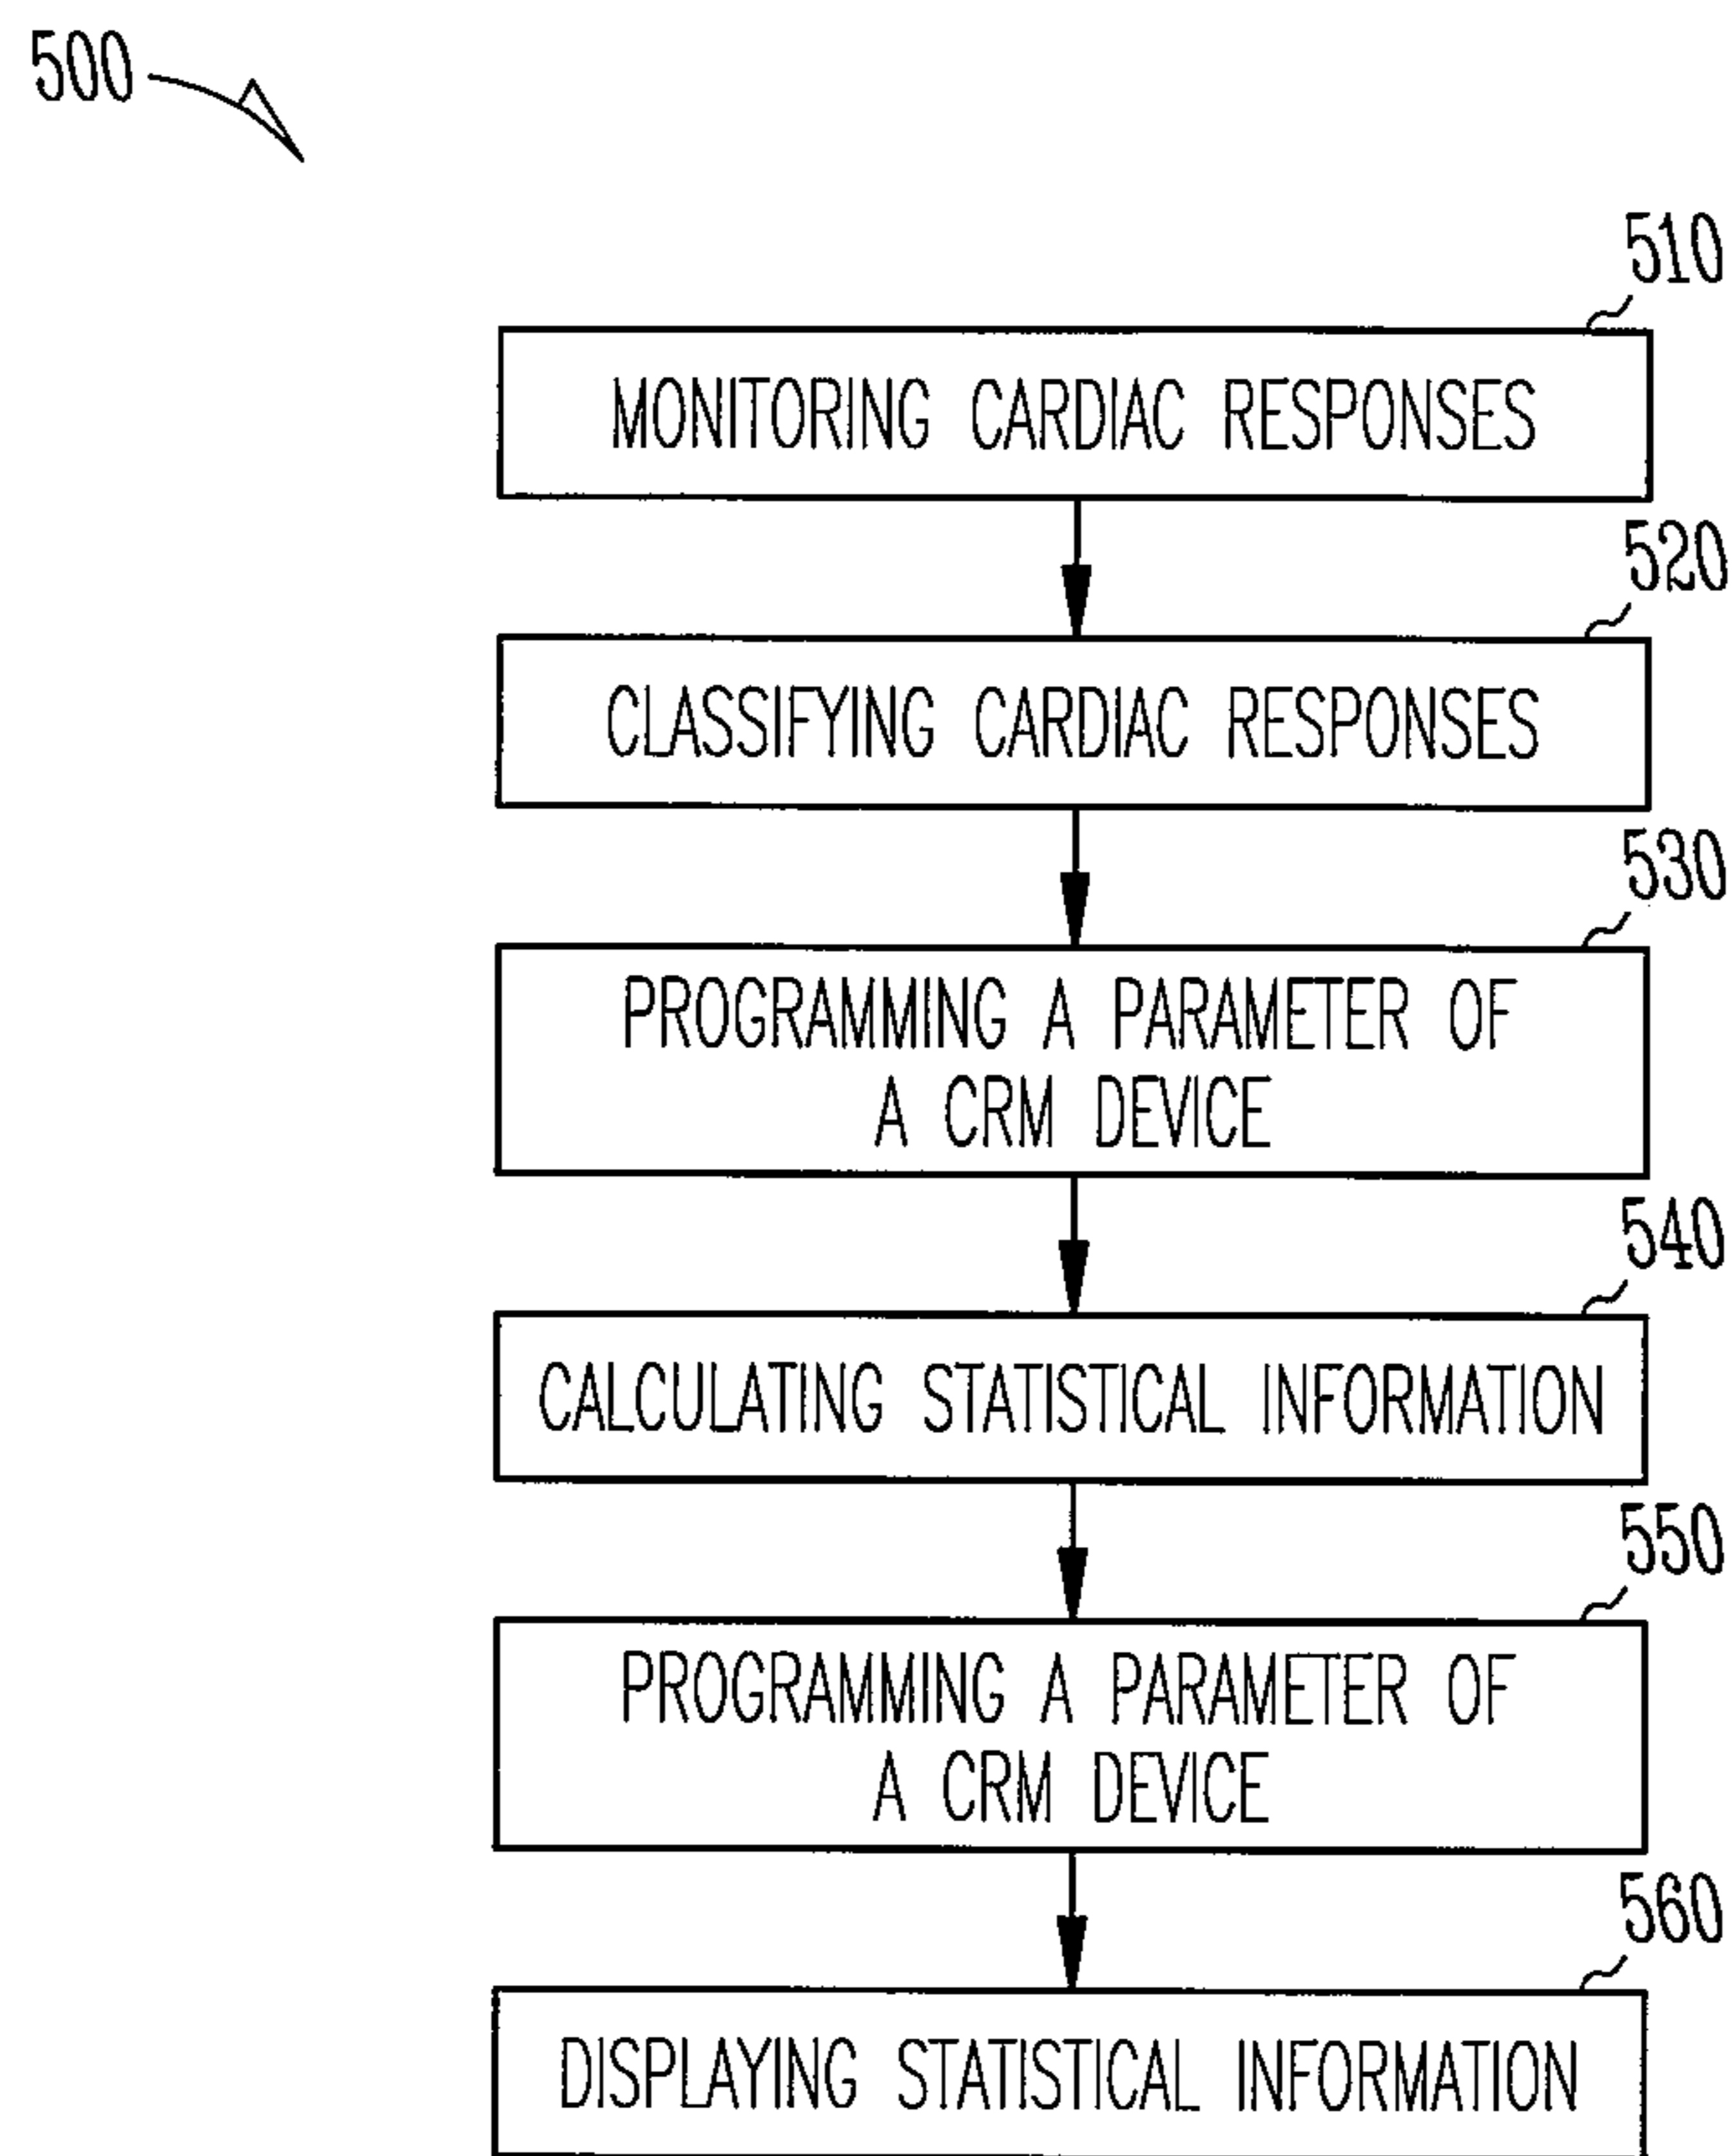 500
510
MONITORING CARDIAC RESPONSES
520
CLASSIFYING CARDIAC RESPONSES
530
PROGRAMMING A PARAMETER OF
A CRM DEVICE
540
CALCULATING STATISTICAL INFORMATION
550
PROGRAMMING A PARAMETER OF
A CRM DEVICE
560
DISPLAYING STATISTICAL INFORMATION